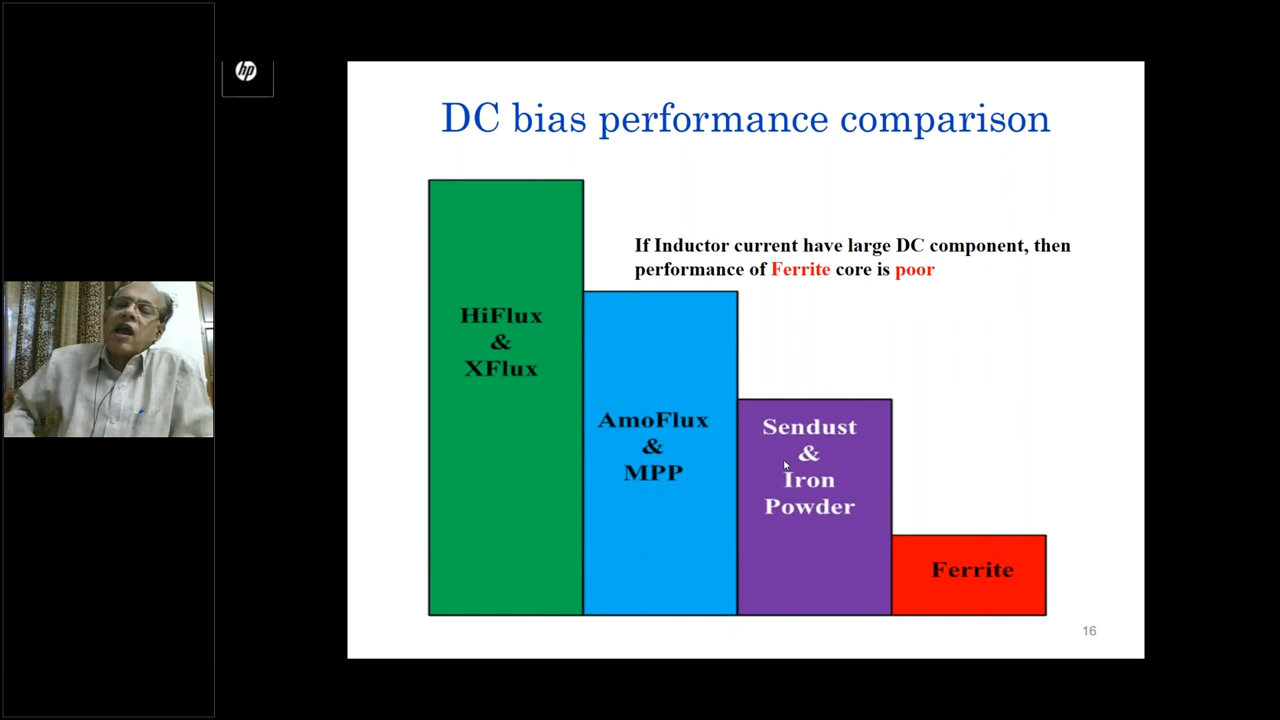 hp
DC bias performance comparison
If Inductor current have large DC component, then
performance of Ferrite core is poor
HiFlux
&
XFlux
AmoFlux
&
MPP
Sendust
&
Iron
Powder
Ferrite
16